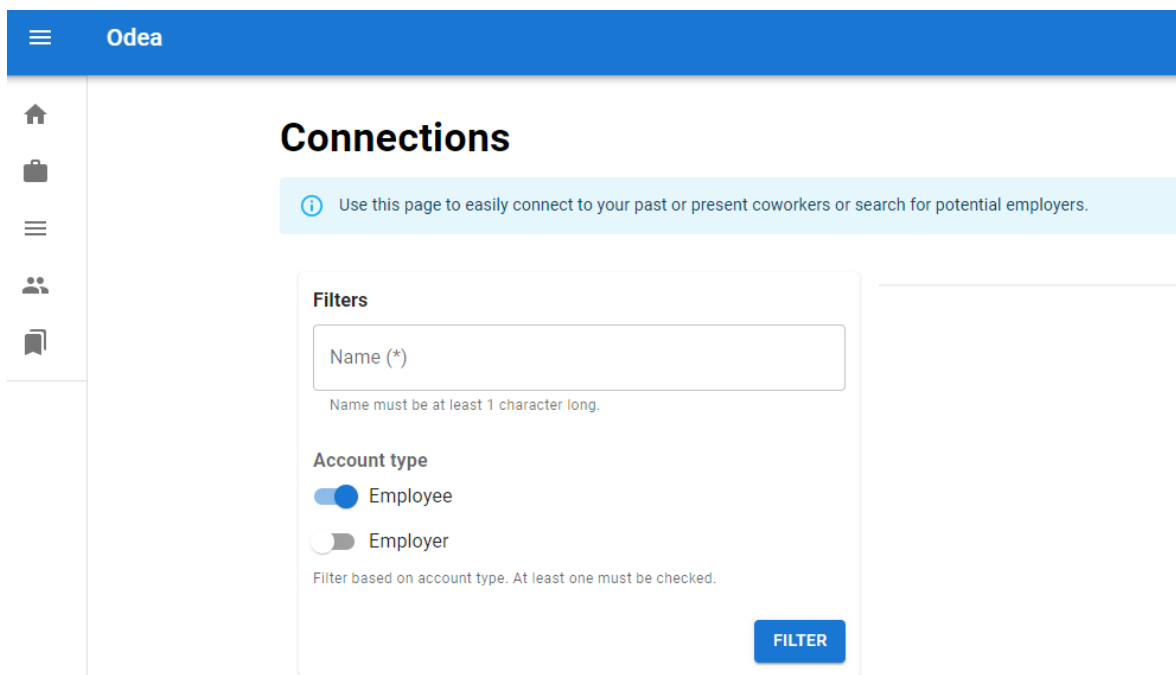 Odea
Connections
Use this page to easily connect to your past or present coworkers or search for potential employers.
Filters
Name (*)
Name must be at least 1 character long.
Account type
Employee
Employer
Filter based on account type. At least one must be checked.
FILTER